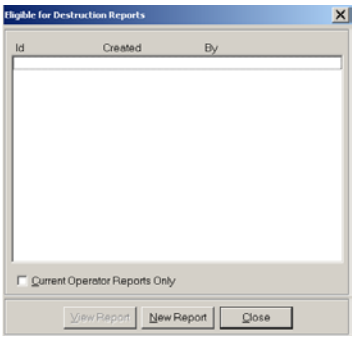 Eligible for Destruction Reports
Id Created By
Current Operator Reports Only
View Report New Report Close